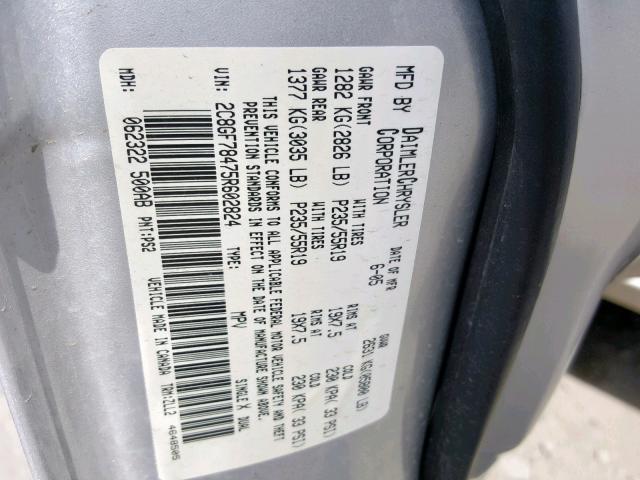 MFD BY DAIMLERCHRYSLER CORPORATION DATE OF MFR 6-05 GVWR 2631 KG(05800 LB)
GAWR FRONT WITH TIRES RIMS AT COLD
1282 KG(2826 LB) P235/55R19 19X7.5 230 KPA( 33 PSI)
GAWR REAR WITH TIRES RIMS AT COLD
1377 KG(3035 LB) P235/55R19 19X7.5 230 KPA( 33 PSI)
THIS VEHICLE CONFORMS TO ALL APPLICABLE FEDERAL MOTOR VEHICLE SAFETY AND THEFT
PREVENTION STANDARDS IN EFFECT ON THE DATE OF MANUFACTURE SHOWN ABOVE.
VIN: 2C8GF78475R602824 TYPE: MPV SINGLE X DUAL
MDH: 062322 500AB PNT:PS2 VEHICLE MADE IN CANADA TRM:ZLL2 4648505